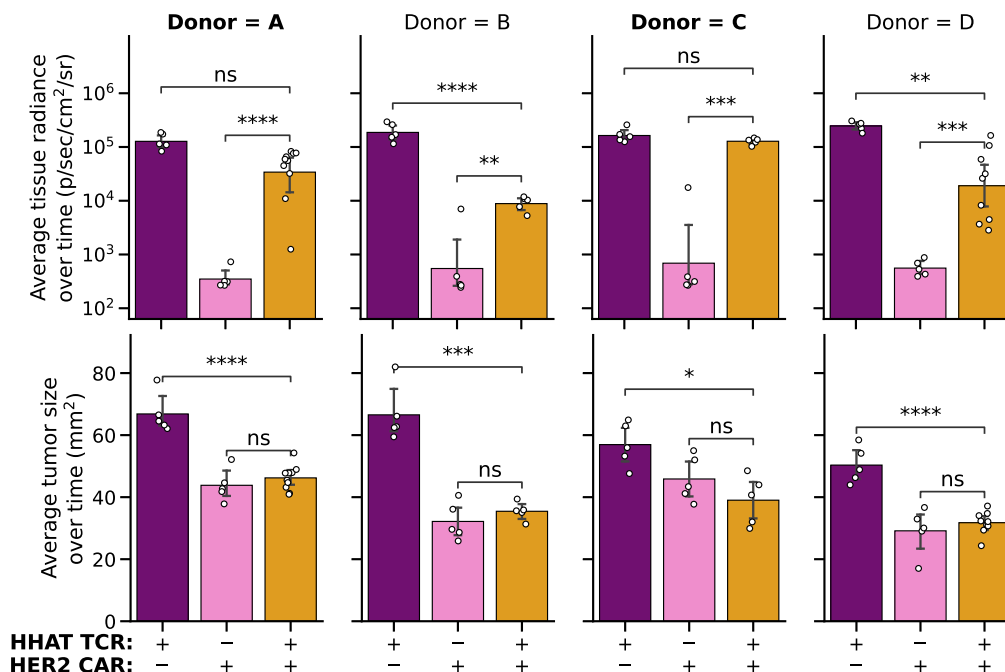 Donor = A Donor = B Donor = C Donor = D
Average tissue radiance
over time (p/sec/cm²/sr)
10⁶
10⁵
10⁴
10³
10²
ns
****
****
**
ns
***
**
***
Average tumor size
over time (mm²)
80
60
40
20
0
****
ns
***
ns
*
ns
****
ns
HHAT TCR: + − + + − + + − + + − +
HER2 CAR: − + + − + + − + + − + +